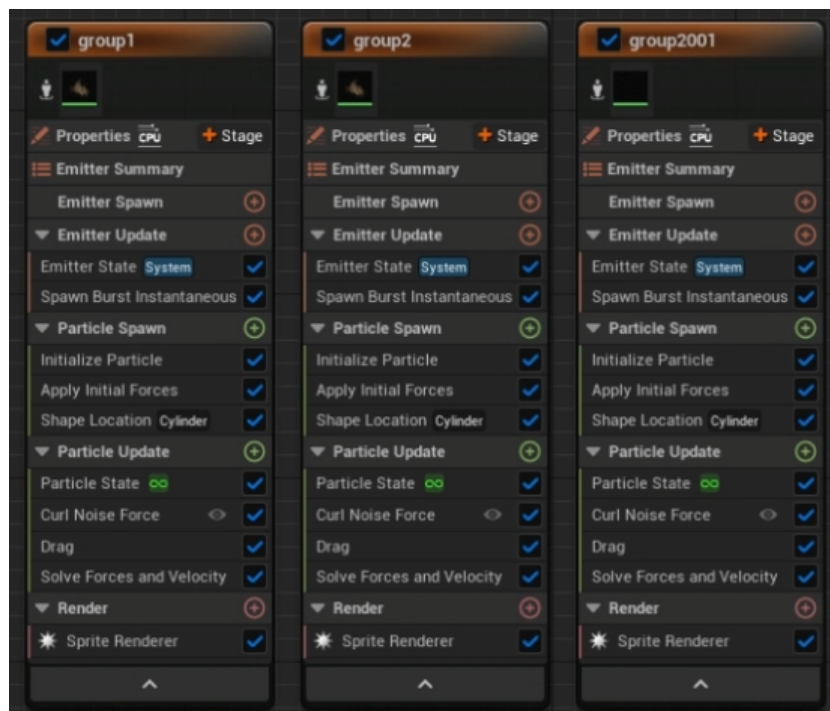 group1
Properties CPU + Stage
Emitter Summary
Emitter Spawn
Emitter Update
Emitter State System
Spawn Burst Instantaneous
Particle Spawn
Initialize Particle
Apply Initial Forces
Shape Location Cylinder
Particle Update
Particle State ∞
Curl Noise Force
Drag
Solve Forces and Velocity
Render
Sprite Renderer
group2
Properties CPU + Stage
Emitter Summary
Emitter Spawn
Emitter Update
Emitter State System
Spawn Burst Instantaneous
Particle Spawn
Initialize Particle
Apply Initial Forces
Shape Location Cylinder
Particle Update
Particle State ∞
Curl Noise Force
Drag
Solve Forces and Velocity
Render
Sprite Renderer
group2001
Properties CPU + Stage
Emitter Summary
Emitter Spawn
Emitter Update
Emitter State System
Spawn Burst Instantaneous
Particle Spawn
Initialize Particle
Apply Initial Forces
Shape Location Cylinder
Particle Update
Particle State ∞
Curl Noise Force
Drag
Solve Forces and Velocity
Render
Sprite Renderer